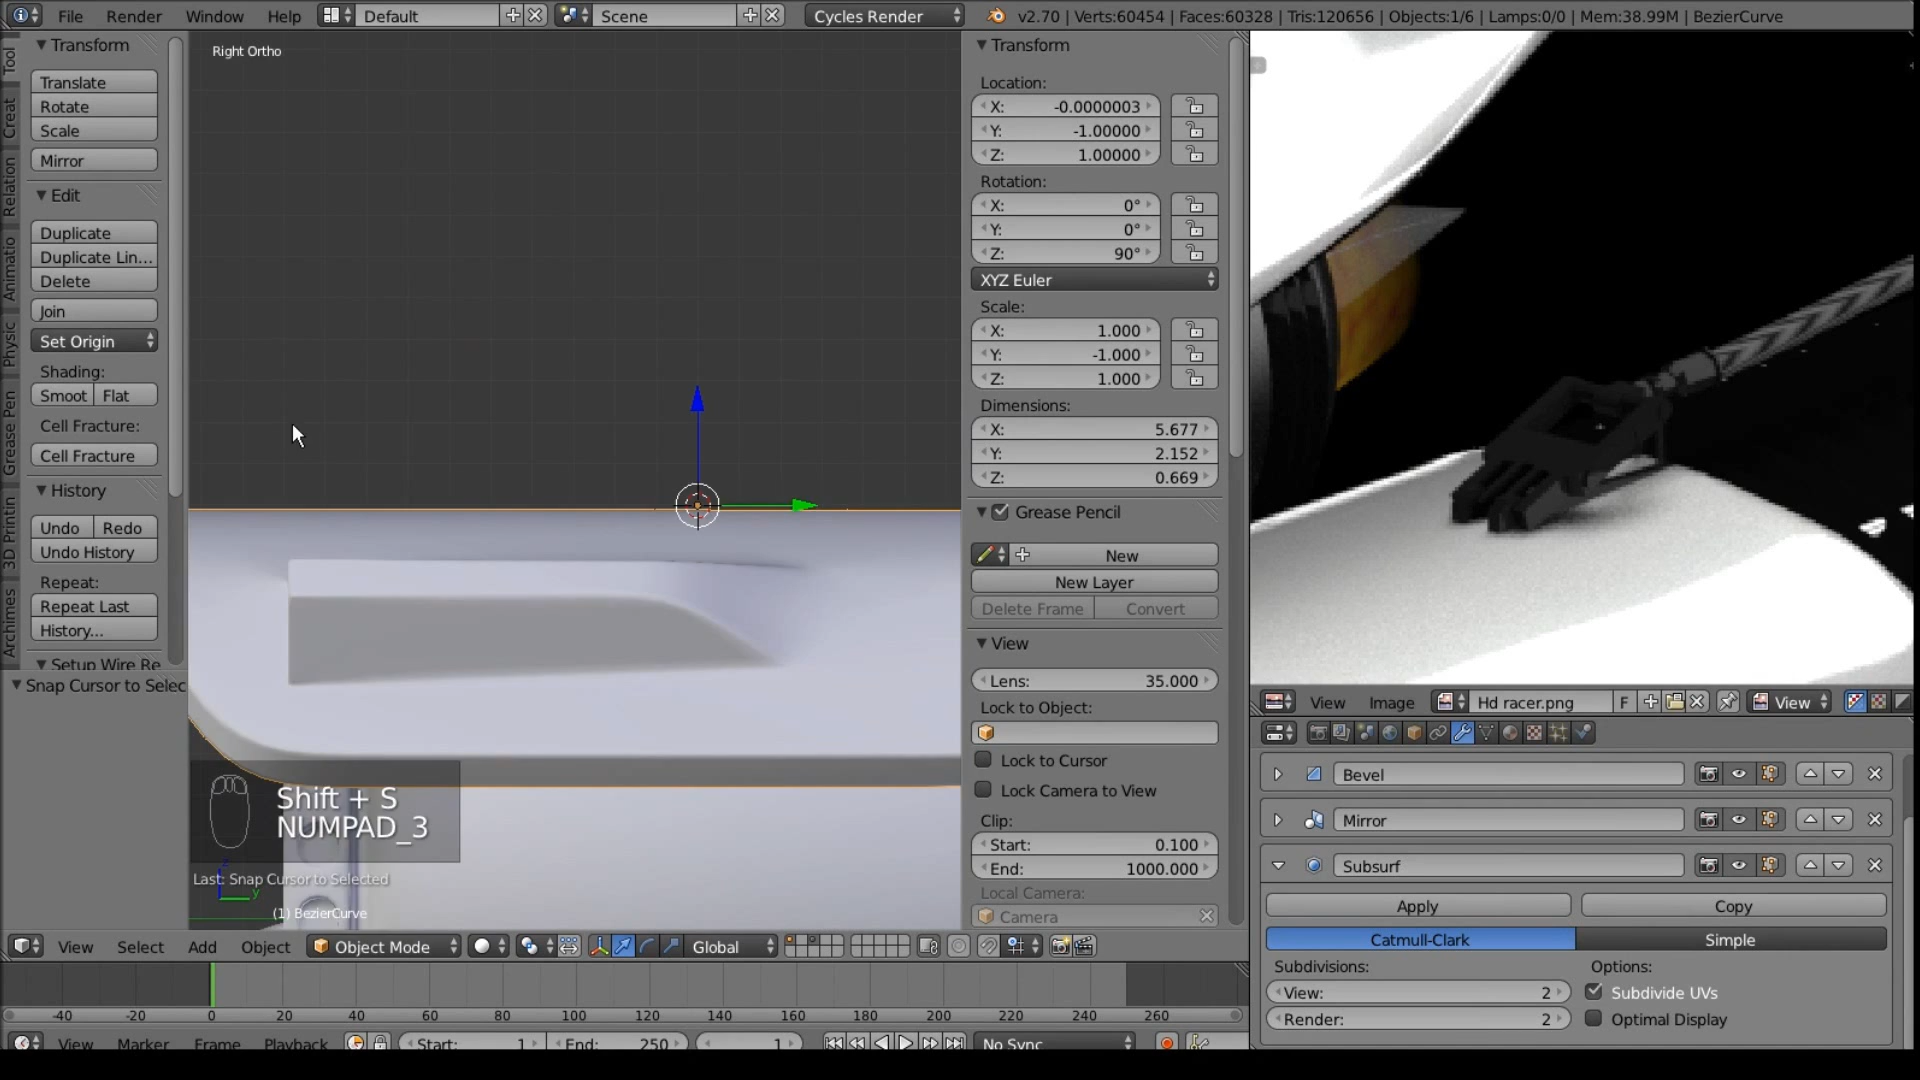 File Render Window Help Default Scene Cycles Render v2.70 | Verts:60454 | Faces:60328 | Tris:120656 | Objects:1/6 | Lamps:0/0 | Mem:38.99M | BezierCurve
Tool
Creat
Relation
Animatio
Physic
Grease Pen
3D Printin
Archimes
Transform
Translate
Rotate
Scale
Mirror
Edit
Duplicate
Duplicate Lin...
Delete
Join
Set Origin
Shading:
Smoot Flat
Cell Fracture:
Cell Fracture
History
Undo Redo
Undo History
Repeat:
Repeat Last
History...
Setup Wire Re
Snap Cursor to Selec
Right Ortho
Shift + S
NUMPAD_3
Last: Snap Cursor to Selected
z
y
(1) BezierCurve
Transform
Location:
X: -0.0000003
Y: -1.00000
Z: 1.00000
Rotation:
X: 0°
Y: 0°
Z: 90°
XYZ Euler
Scale:
X: 1.000
Y: -1.000
Z: 1.000
Dimensions:
X: 5.677
Y: 2.152
Z: 0.669
Grease Pencil
New
New Layer
Delete Frame Convert
View
Lens: 35.000
Lock to Object:
Lock to Cursor
Lock Camera to View
Clip:
Start: 0.100
End: 1000.000
Local Camera:
Camera
View Image Hd racer.png F View
Bevel
Mirror
Subsurf
Apply Copy
Catmull-Clark Simple
Subdivisions: Options:
View: 2 Subdivide UVs
Render: 2 Optimal Display
View Select Add Object Object Mode Global
-40 -20 0 20 40 60 80 100 120 140 160 180 200 220 240 260
View Marker Frame Playback Start: 1 End: 250 1 No Sync